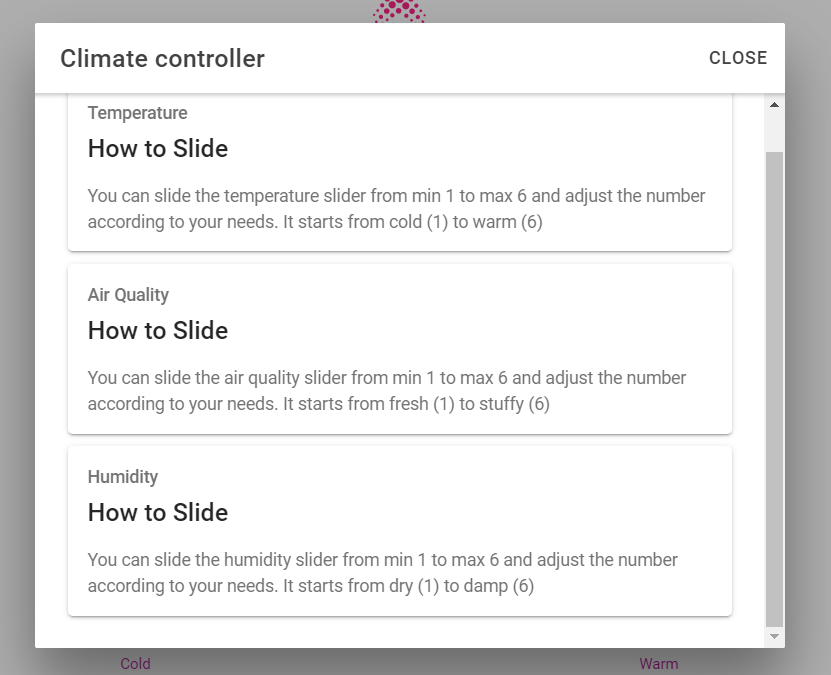 Climate controller
CLOSE
Temperature
How to Slide
You can slide the temperature slider from min 1 to max 6 and adjust the number
according to your needs. It starts from cold (1) to warm (6)
Air Quality
How to Slide
You can slide the air quality slider from min 1 to max 6 and adjust the number
according to your needs. It starts from fresh (1) to stuffy (6)
Humidity
How to Slide
You can slide the humidity slider from min 1 to max 6 and adjust the number
according to your needs. It starts from dry (1) to damp (6)
Cold
Warm